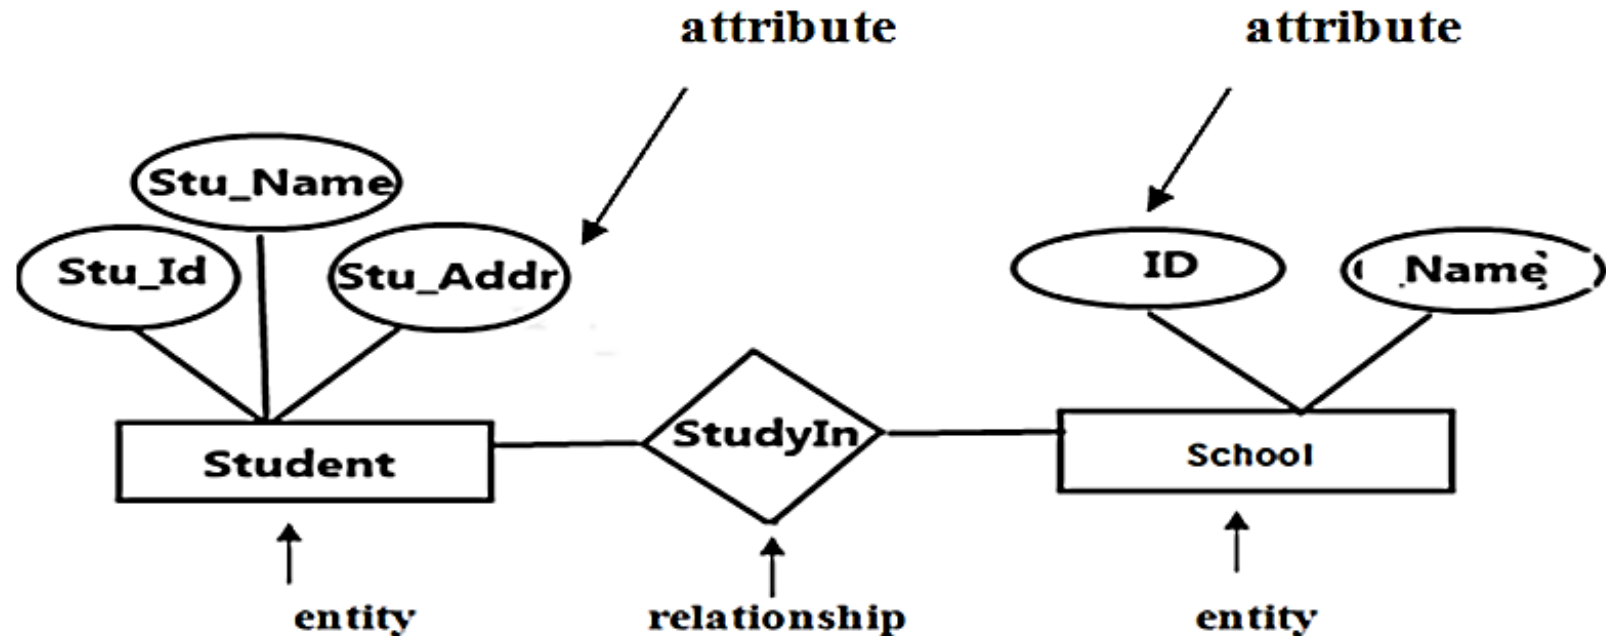 attribute
attribute
Stu_Name
Stu_Id
Stu_Addr
ID
Name
StudyIn
Student
School
entity
relationship
entity